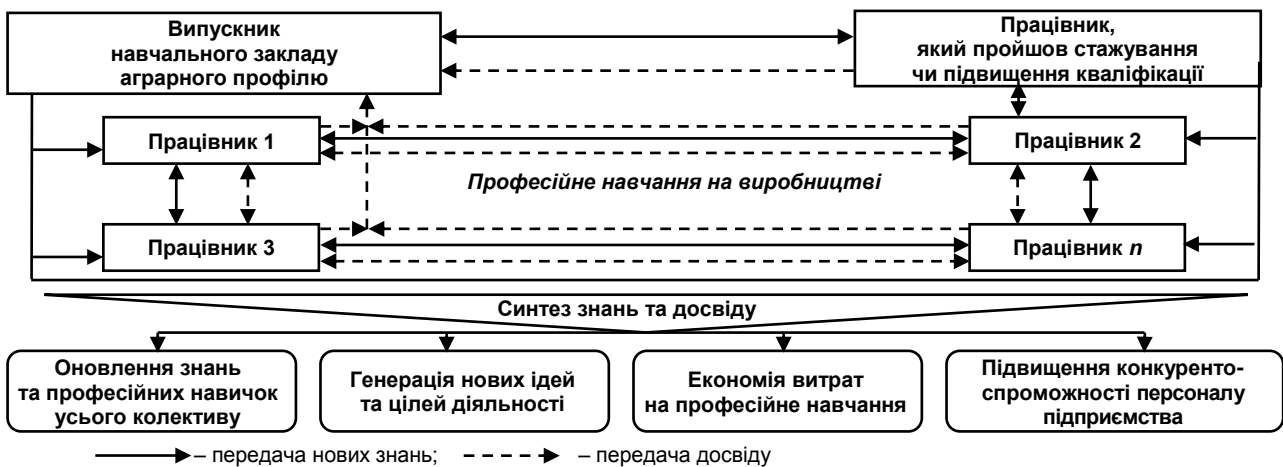 Випускник
навчального закладу
аграрного профілю
Працівник,
який пройшов стажування
чи підвищення кваліфікації
Працівник 1
Працівник 2
Професійне навчання на виробництві
Працівник 3
Працівник n
Синтез знань та досвіду
Оновлення знань
та професійних навичок
усього колективу
Генерація нових ідей
та цілей діяльності
Економія витрат
на професійне навчання
Підвищення конкуренто-
спроможності персоналу
підприємства
– передача нових знань; – передача досвіду